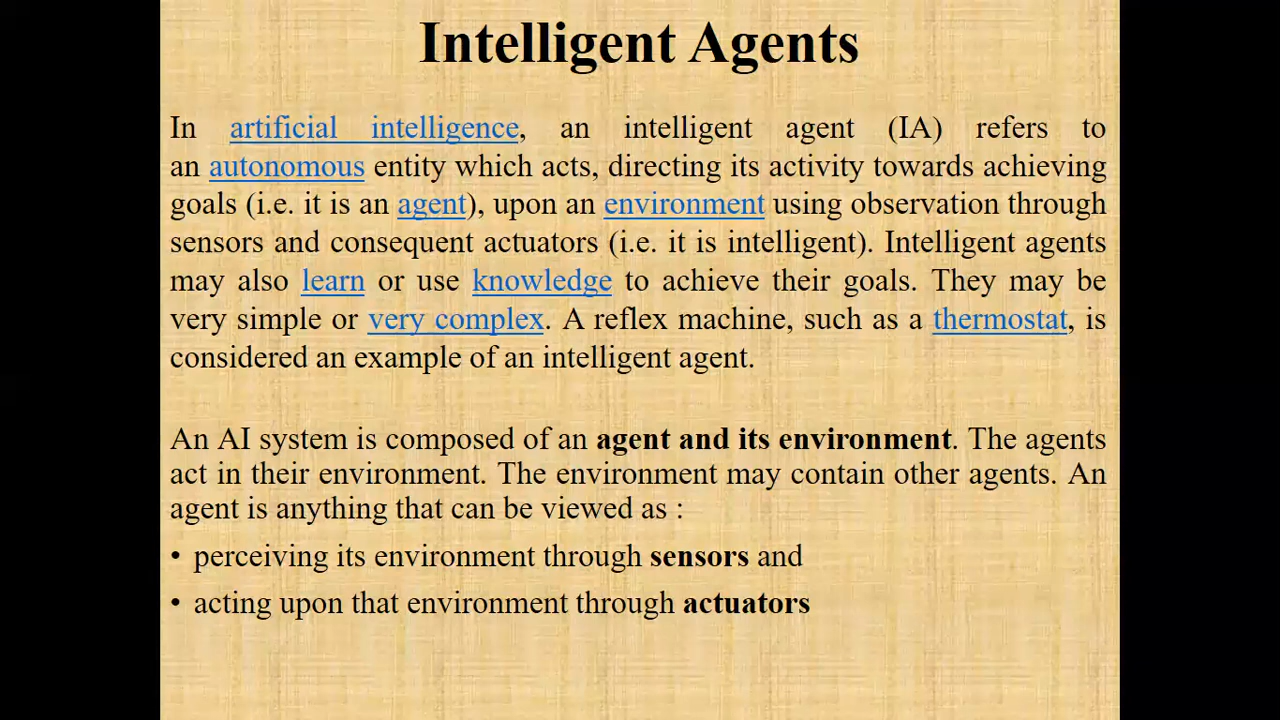 Intelligent Agents
In artificial intelligence, an intelligent agent (IA) refers to
an autonomous entity which acts, directing its activity towards achieving
goals (i.e. it is an agent), upon an environment using observation through
sensors and consequent actuators (i.e. it is intelligent). Intelligent agents
may also learn or use knowledge to achieve their goals. They may be
very simple or very complex. A reflex machine, such as a thermostat, is
considered an example of an intelligent agent.
An AI system is composed of an agent and its environment. The agents
act in their environment. The environment may contain other agents. An
agent is anything that can be viewed as :
• perceiving its environment through sensors and
• acting upon that environment through actuators